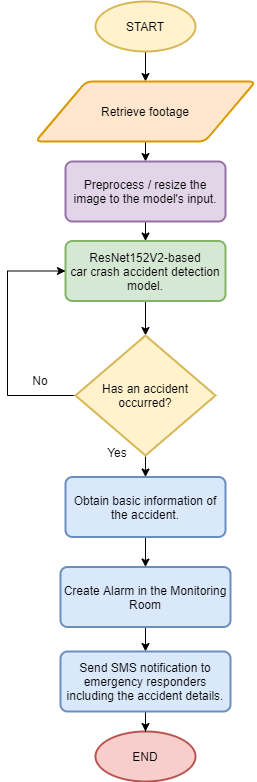 START
Retrieve footage
Preprocess / resize the
image to the model's input.
ResNet152V2-based
car crash accident detection
model.
Has an accident
occurred?
No
Yes
Obtain basic information of
the accident.
Create Alarm in the Monitoring
Room
Send SMS notification to
emergency responders
including the accident details.
END